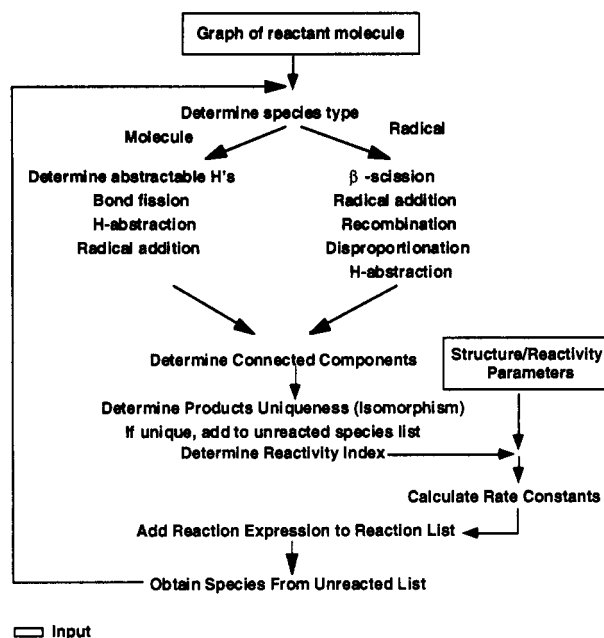 Graph of reactant molecule
Determine species type
Molecule
Radical
Determine abstractable H's
Bond fission
H-abstraction
Radical addition
β -scission
Radical addition
Recombination
Disproportionation
H-abstraction
Determine Connected Components
Structure/Reactivity
Parameters
Determine Products Uniqueness (Isomorphism)
If unique, add to unreacted species list
Determine Reactivity Index
Calculate Rate Constants
Add Reaction Expression to Reaction List
Obtain Species From Unreacted List
Input